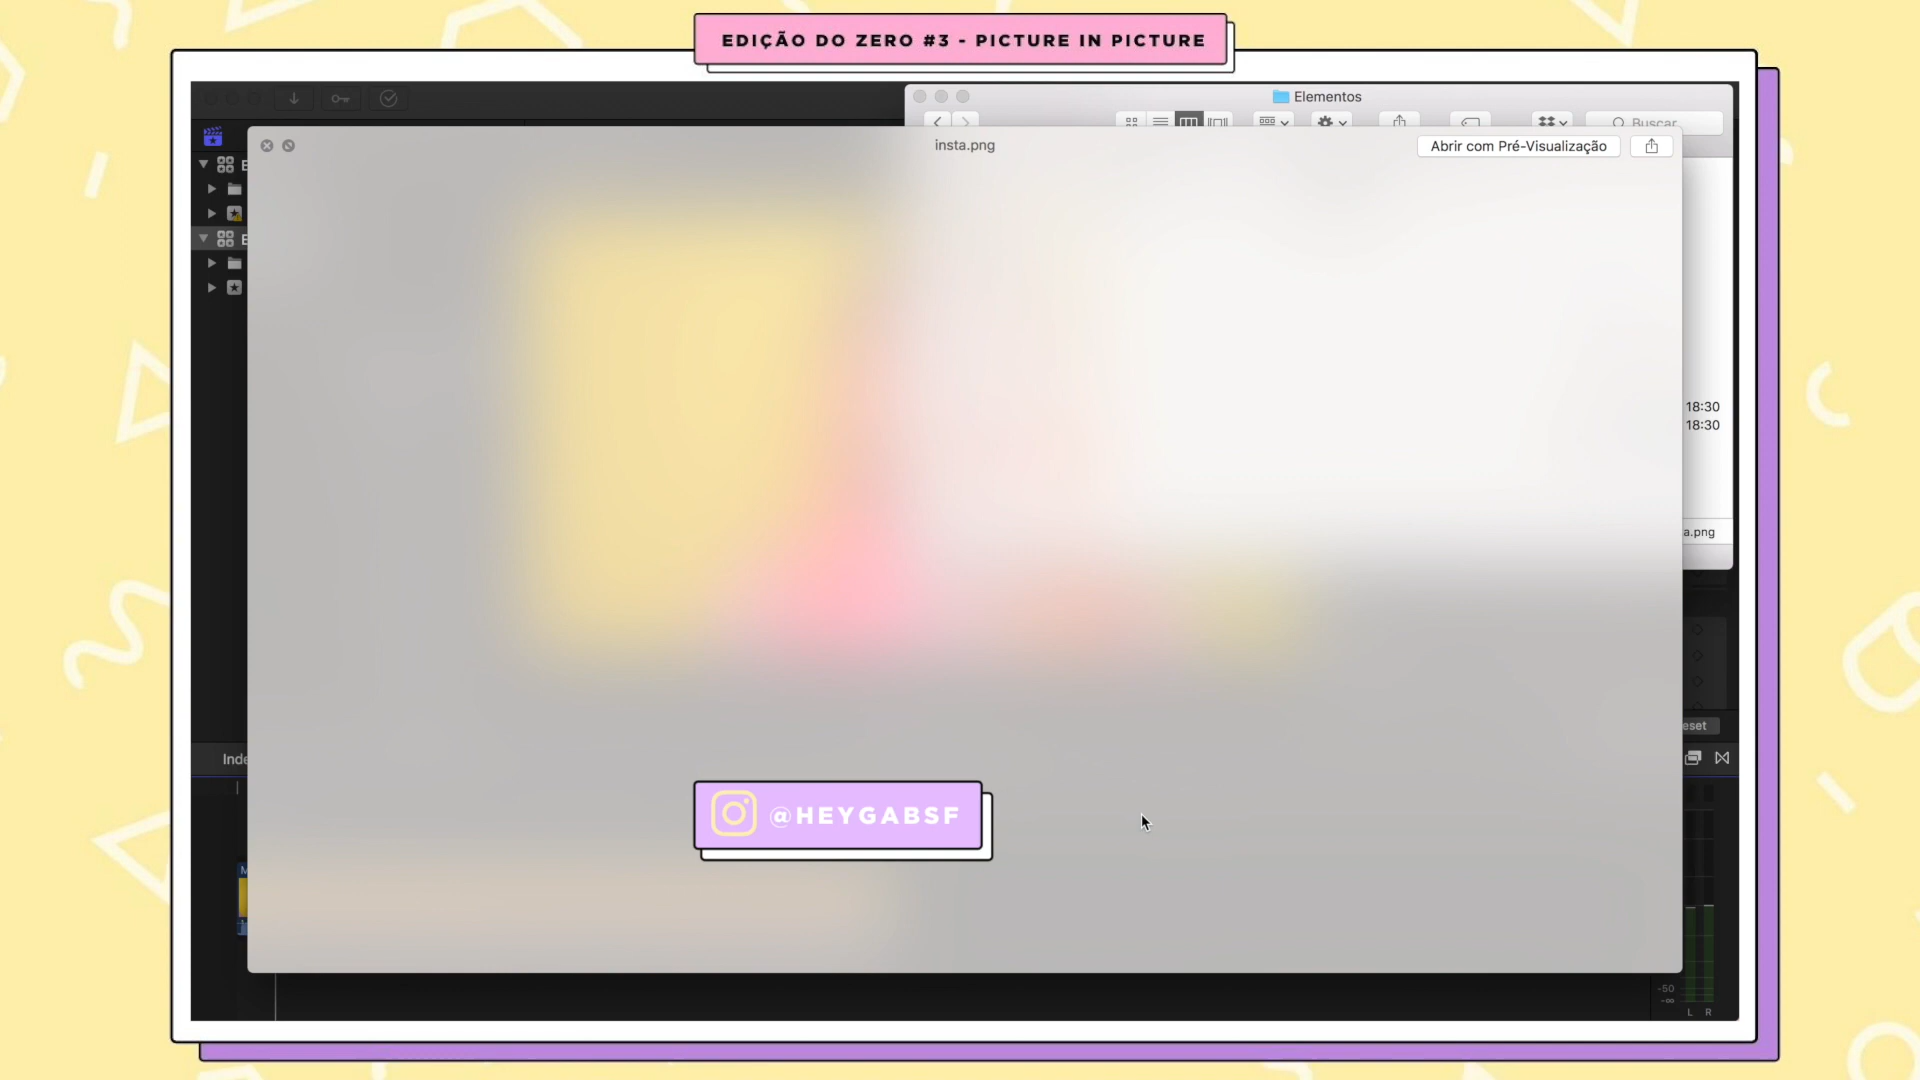 EDIÇÃO DO ZERO #3 - PICTURE IN PICTURE
Elementos
Buscar
insta.png
Abrir com Pré-Visualização
E
E
18:30
18:30
a.png
eset
Inde
@HEYGABSF
M
-50
-∞
L R